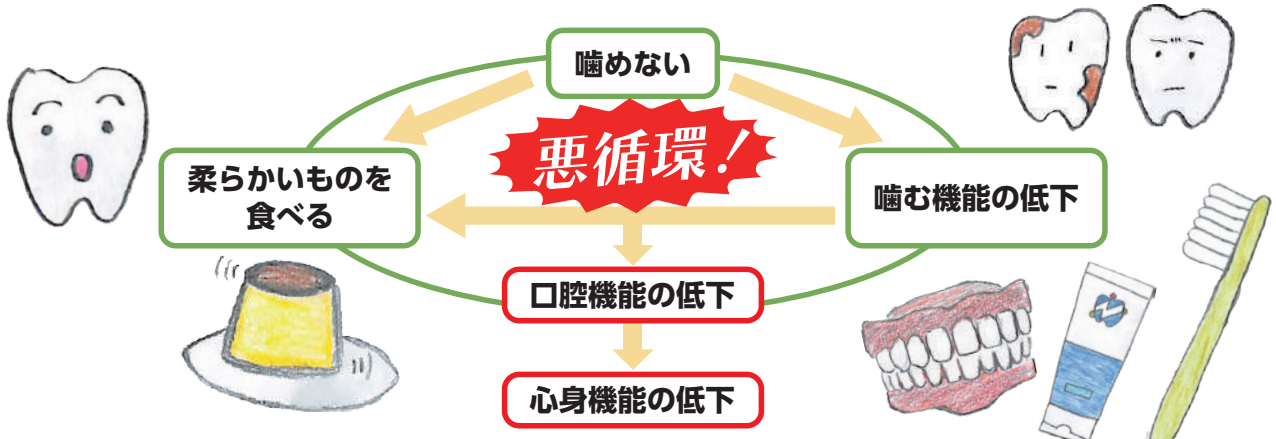 噛めない
悪循環！
柔らかいものを
食べる
噛む機能の低下
口腔機能の低下
心身機能の低下